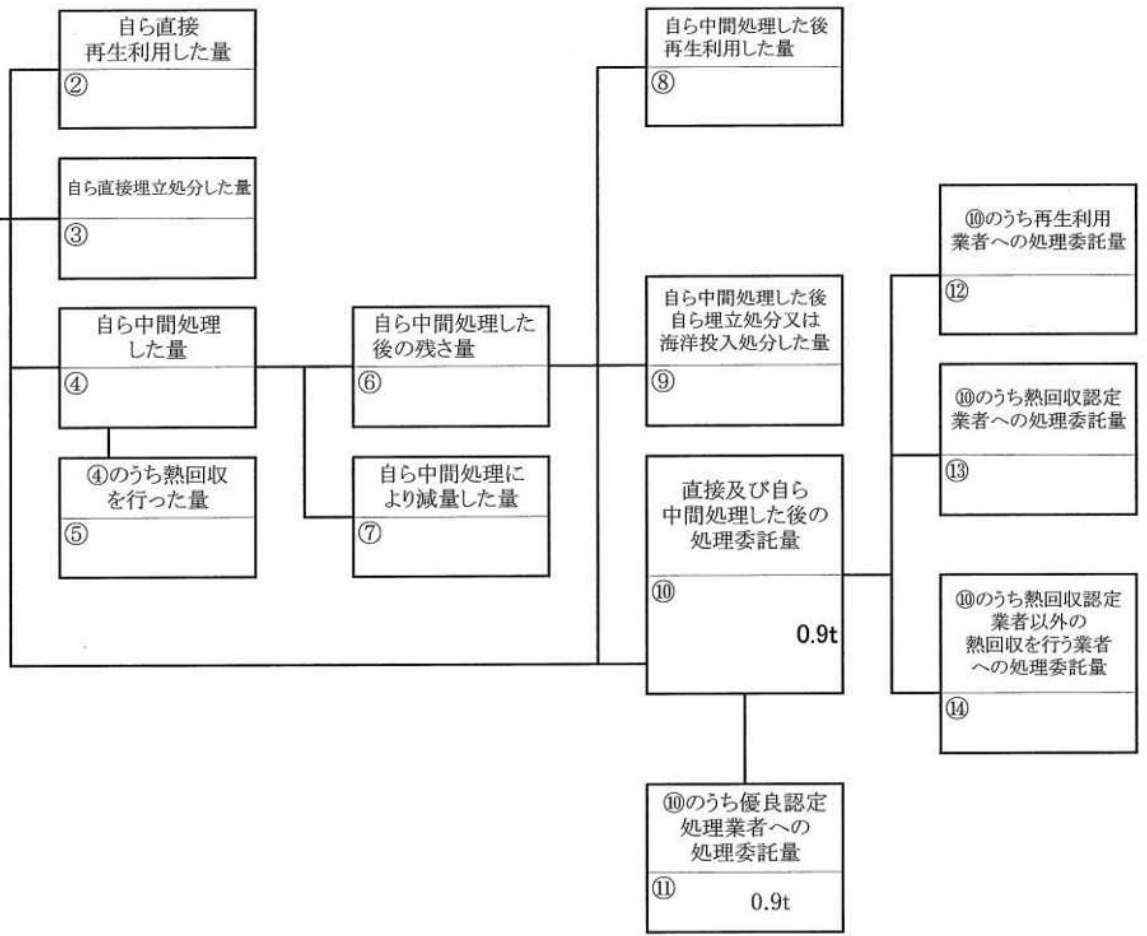 自ら直接
再生利用した量
②
自ら直接埋立処分した量
③
自ら中間処理
した量
④
④のうち熱回収
を行った量
⑤
自ら中間処理した
後の残さ量
⑥
自ら中間処理に
より減量した量
⑦
自ら中間処理した後
再生利用した量
⑧
自ら中間処理した後
自ら埋立処分又は
海洋投入処分した量
⑨
直接及び自ら
中間処理した後の
処理委託量
⑩
0.9t
⑩のうち優良認定
処理業者への
処理委託量
⑪
0.9t
⑩のうち再生利用
業者への処理委託量
⑫
⑩のうち熱回収認定
業者への処理委託量
⑬
⑩のうち熱回収認定
業者以外の
熱回収を行う業者
への処理委託量
⑭